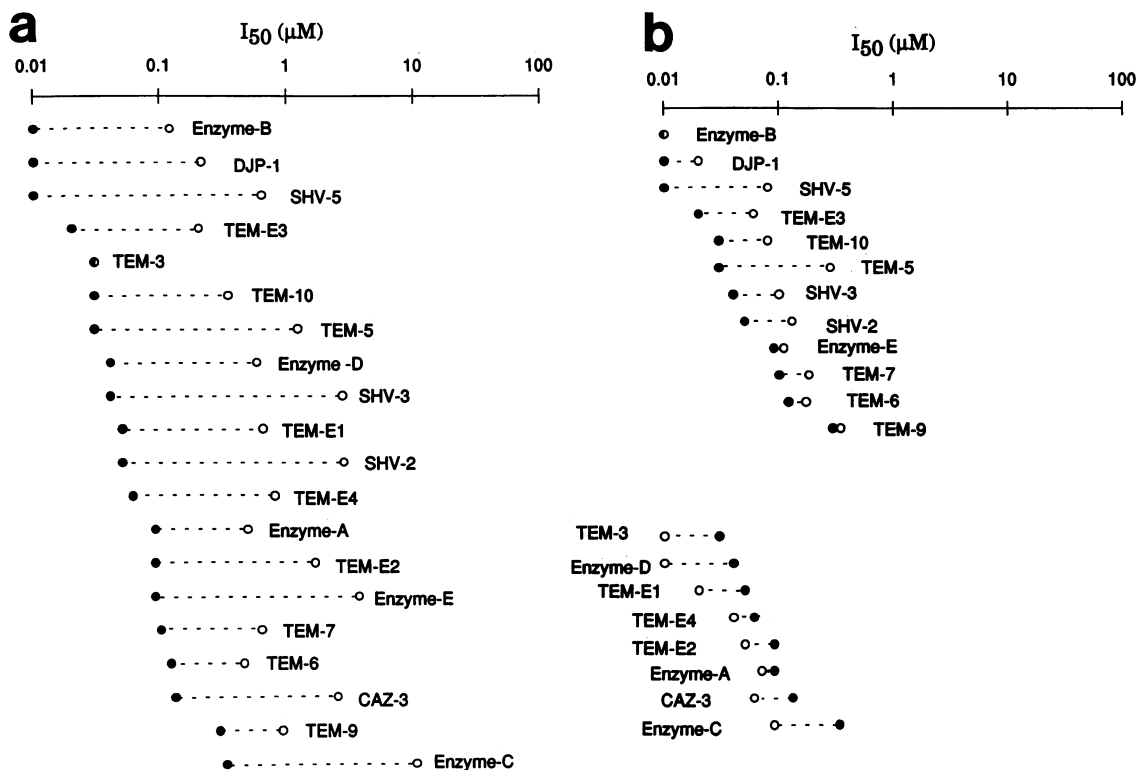 a
I50 (μM)
0.01 0.1 1 10 100
Enzyme-B
DJP-1
SHV-5
TEM-E3
TEM-3
TEM-10
TEM-5
Enzyme -D
SHV-3
TEM-E1
SHV-2
TEM-E4
Enzyme-A
TEM-E2
Enzyme-E
TEM-7
TEM-6
CAZ-3
TEM-9
Enzyme-C
b
I50 (μM)
0.01 0.1 1 10 100
Enzyme-B
DJP-1
SHV-5
TEM-E3
TEM-10
TEM-5
SHV-3
SHV-2
Enzyme-E
TEM-7
TEM-6
TEM-9
TEM-3
Enzyme-D
TEM-E1
TEM-E4
TEM-E2
Enzyme-A
CAZ-3
Enzyme-C